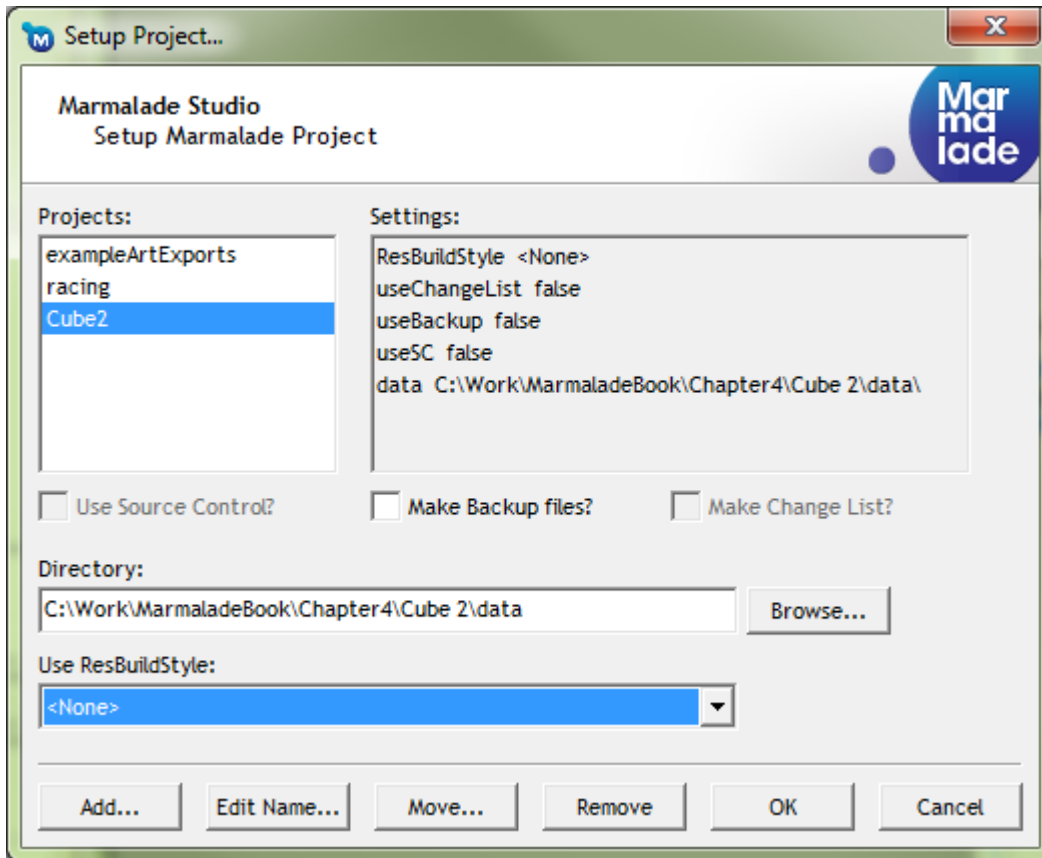 Setup Project...
Marmalade Studio
Setup Marmalade Project
Mar
ma
lade
Projects:
exampleArtExports
racing
Cube2
Settings:
ResBuildStyle <None>
useChangeList false
useBackup false
useSC false
data C:\Work\MarmaladeBook\Chapter4\Cube 2\data\
Use Source Control?
Make Backup files?
Make Change List?
Directory:
C:\Work\MarmaladeBook\Chapter4\Cube 2\data
Browse...
Use ResBuildStyle:
<None>
Add...
Edit Name...
Move...
Remove
OK
Cancel